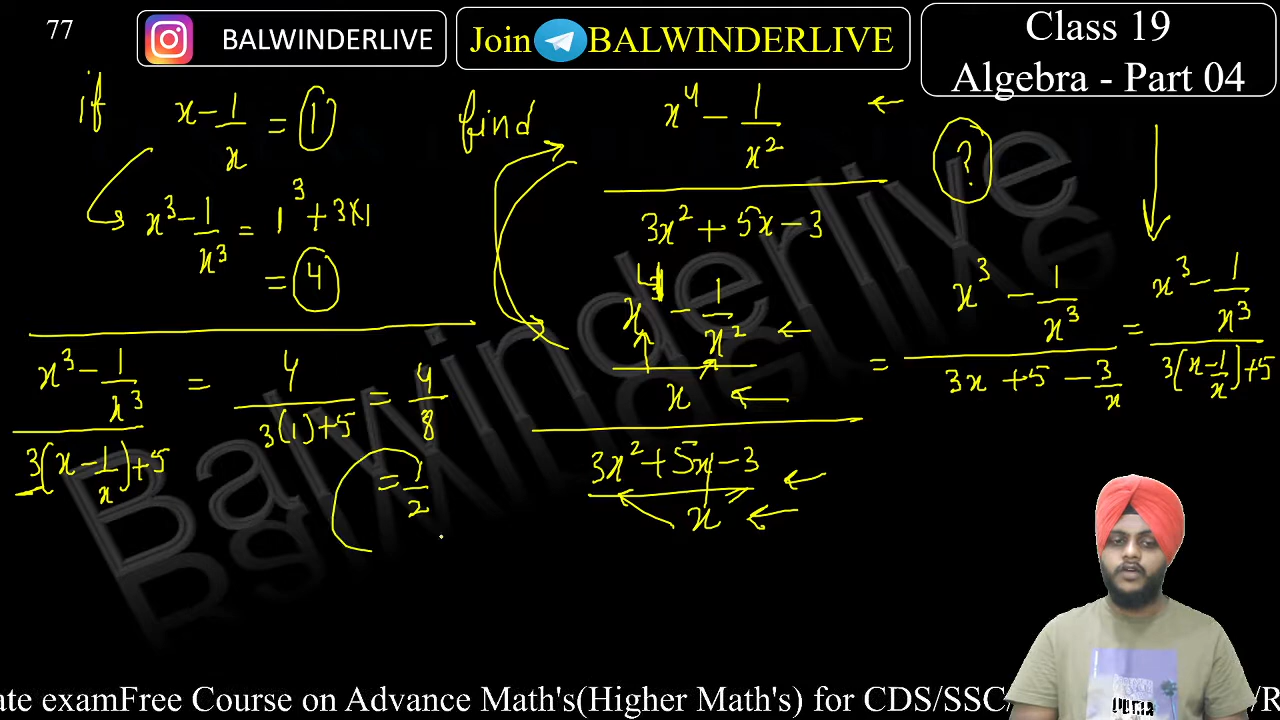 77
BALWINDERLIVE
Join BALWINDERLIVE
Class 19
Algebra - Part 04
if x - 1/x = 1 find (x⁴ - 1/x²) / (3x² + 5x - 3) ?
x³ - 1/x³ = 1³ + 3×1
= 4
((x⁴ - 1/x²) / x) / ((3x² + 5x - 3) / x) = (x³ - 1/x³) / (3x + 5 - 3/x) = (x³ - 1/x³) / (3(x - 1/x) + 5
(x³ - 1/x³) / (3(x - 1/x) + 5) = 4 / (3(1) + 5) = 4/8
= 1/2
Balwinderlive
ate examFree Course on Advance Math's(Higher Math's) for CDS/SSC/